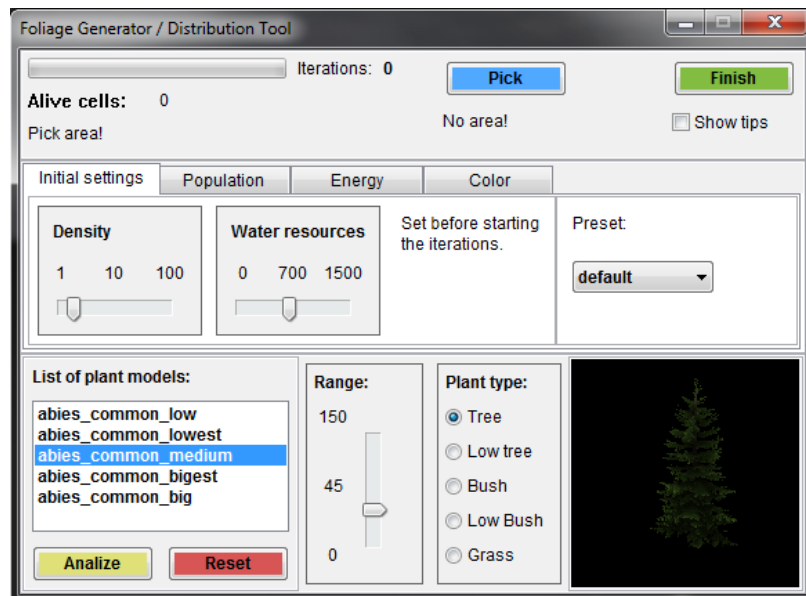 Foliage Generator / Distribution Tool
Iterations: 0
Pick
Finish
Alive cells: 0
No area!
Show tips
Pick area!
Initial settings
Population
Energy
Color
Density
1 10 100
Water resources
0 700 1500
Set before starting
the iterations.
Preset:
default
List of plant models:
abies_common_low
abies_common_lowest
abies_common_medium
abies_common_bigest
abies_common_big
Analize
Reset
Range:
150
45
0
Plant type:
Tree
Low tree
Bush
Low Bush
Grass